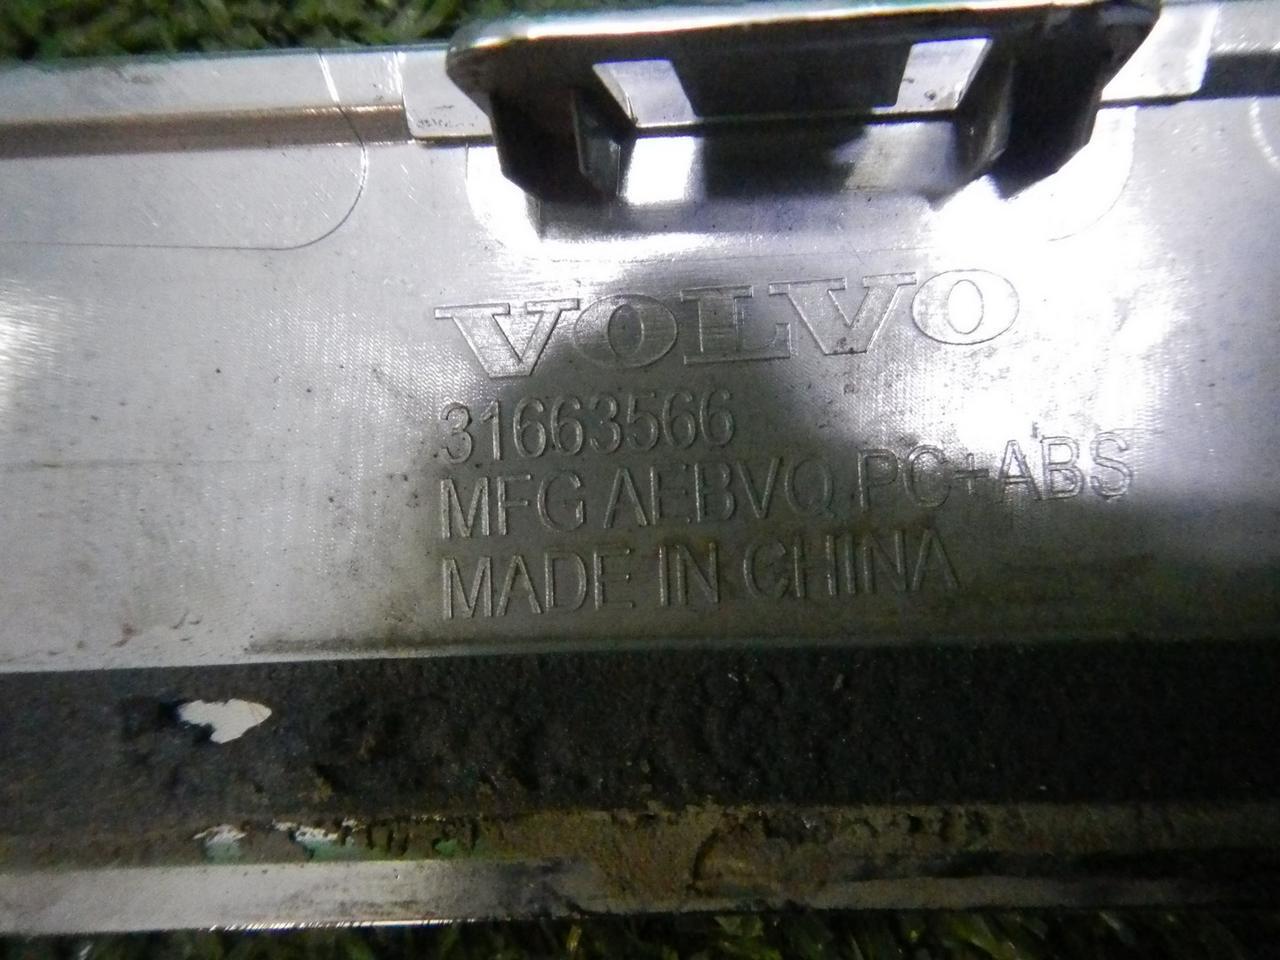 VOLVO
31663566
MFG AEBVQ PC+ABS
MADE IN CHINA